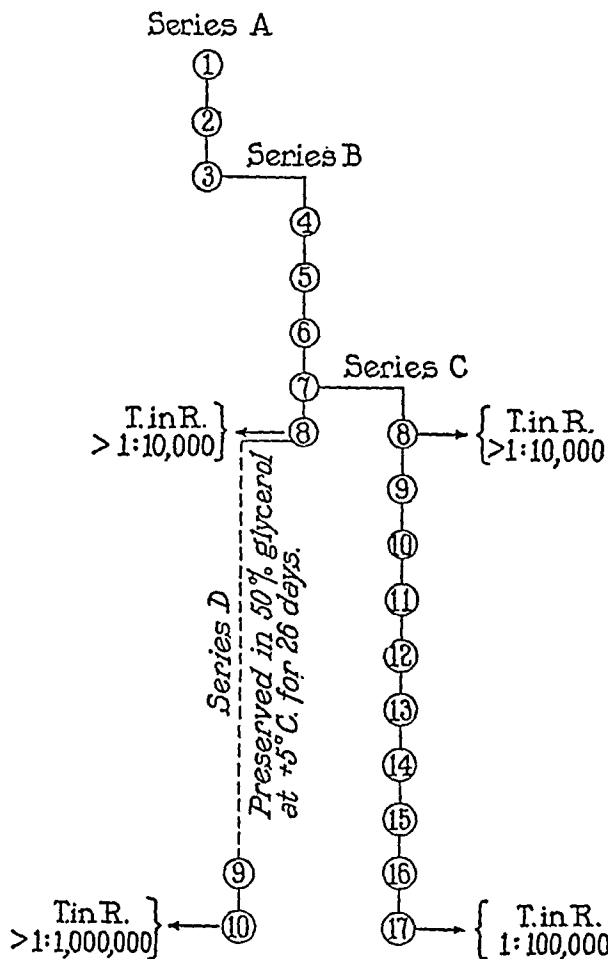 Series A
1
2
3
Series B
4
5
6
7
Series C
T. in R.
> 1:10,000
8
8
T. in R.
>1:10,000
9
10
11
12
13
14
15
16
17
Series D
Preserved in 50% glycerol
at +5°C. for 26 days.
9
10
T. in R.
> 1:1,000,000
T. in R.
1:100,000